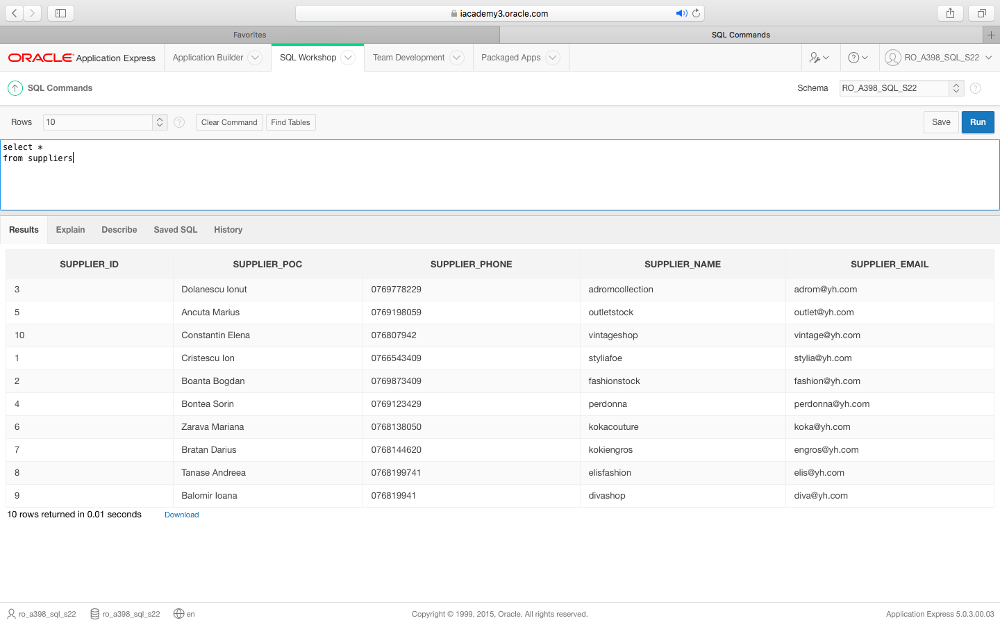 iacademy3.oracle.com
Favorites
SQL Commands
ORACLE Application Express
Application Builder
SQL Workshop
Team Development
Packaged Apps
RO_A398_SQL_S22
SQL Commands
Schema
RO_A398_SQL_S22
Rows
10
Clear Command
Find Tables
Save
Run
select *
from suppliers
Results Explain Describe Saved SQL History
SUPPLIER_ID SUPPLIER_POC SUPPLIER_PHONE SUPPLIER_NAME SUPPLIER_EMAIL
3 Dolanescu Ionut 0769778229 adromcollection adrom@yh.com
5 Ancuta Marius 0769198059 outletstock outlet@yh.com
10 Constantin Elena 076807942 vintageshop vintage@yh.com
1 Cristescu Ion 0766543409 styliafoe stylia@yh.com
2 Boanta Bogdan 0769873409 fashionstock fashion@yh.com
4 Bontea Sorin 0769123429 perdonna perdonna@yh.com
6 Zarava Mariana 0768138050 kokacouture koka@yh.com
7 Bratan Darius 0768144620 kokiengros engros@yh.com
8 Tanase Andreea 0768199741 elisfashion elis@yh.com
9 Balomir Ioana 076819941 divashop diva@yh.com
10 rows returned in 0.01 seconds Download
ro_a398_sql_s22 ro_a398_sql_s22 en
Copyright © 1999, 2015, Oracle. All rights reserved.
Application Express 5.0.3.00.03